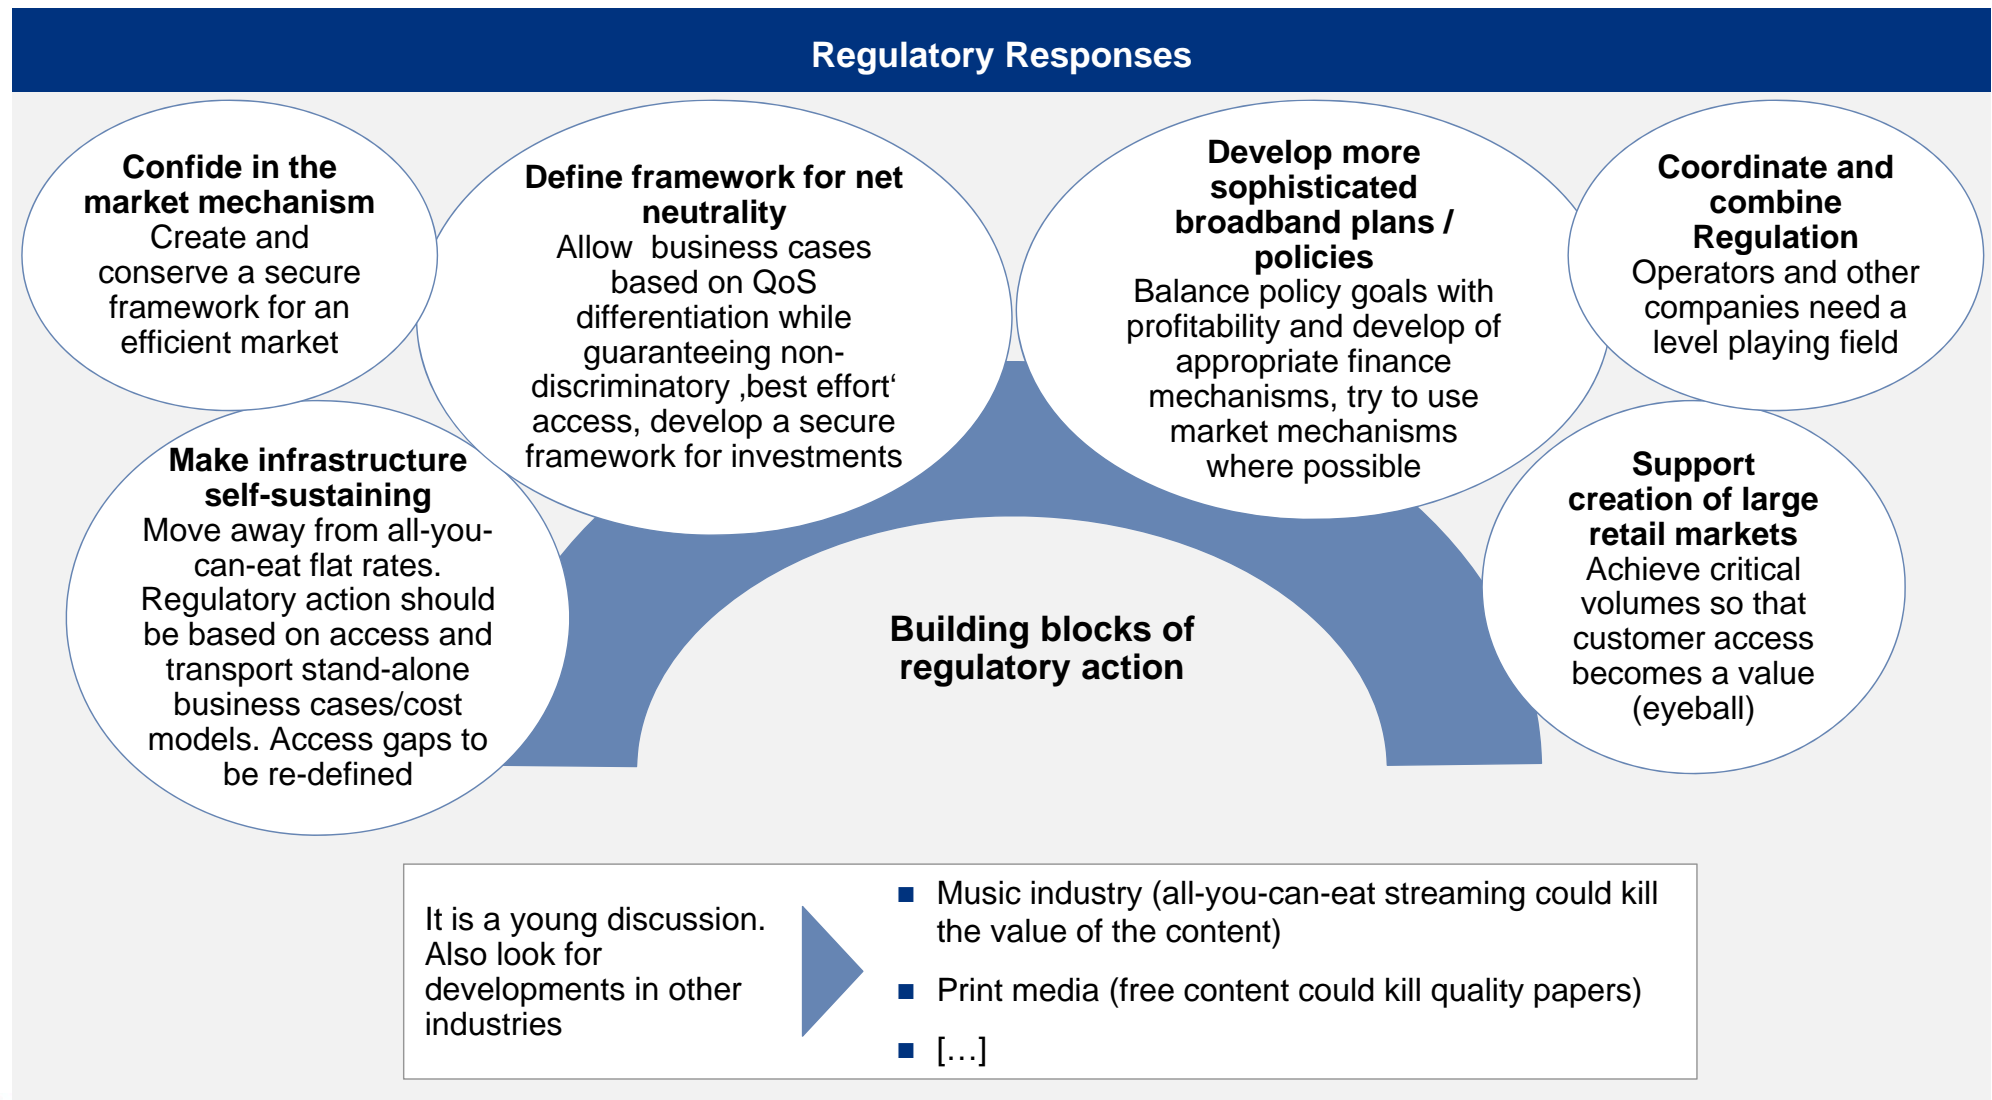 Regulatory Responses
Confide in the
market mechanism
Create and
conserve a secure
framework for an
efficient market
Define framework for net
neutrality
Allow  business cases
based on QoS
differentiation while
guaranteeing non-
discriminatory ‚best effort‘
access, develop a secure
framework for investments
Develop more
sophisticated
broadband plans /
policies
Balance policy goals with
profitability and develop of
appropriate finance
mechanisms, try to use
market mechanisms
where possible
Coordinate and
combine
Regulation
Operators and other
companies need a
level playing field
Make infrastructure
self-sustaining
Move away from all-you-
can-eat flat rates.
Regulatory action should
be based on access and
transport stand-alone
business cases/cost
models. Access gaps to
be re-defined
Support
creation of large
retail markets
Achieve critical
volumes so that
customer access
becomes a value
(eyeball)
Building blocks of
regulatory action
It is a young discussion.
Also look for
developments in other
industries
Music industry (all-you-can-eat streaming could kill
the value of the content)
Print media (free content could kill quality papers)
[…]